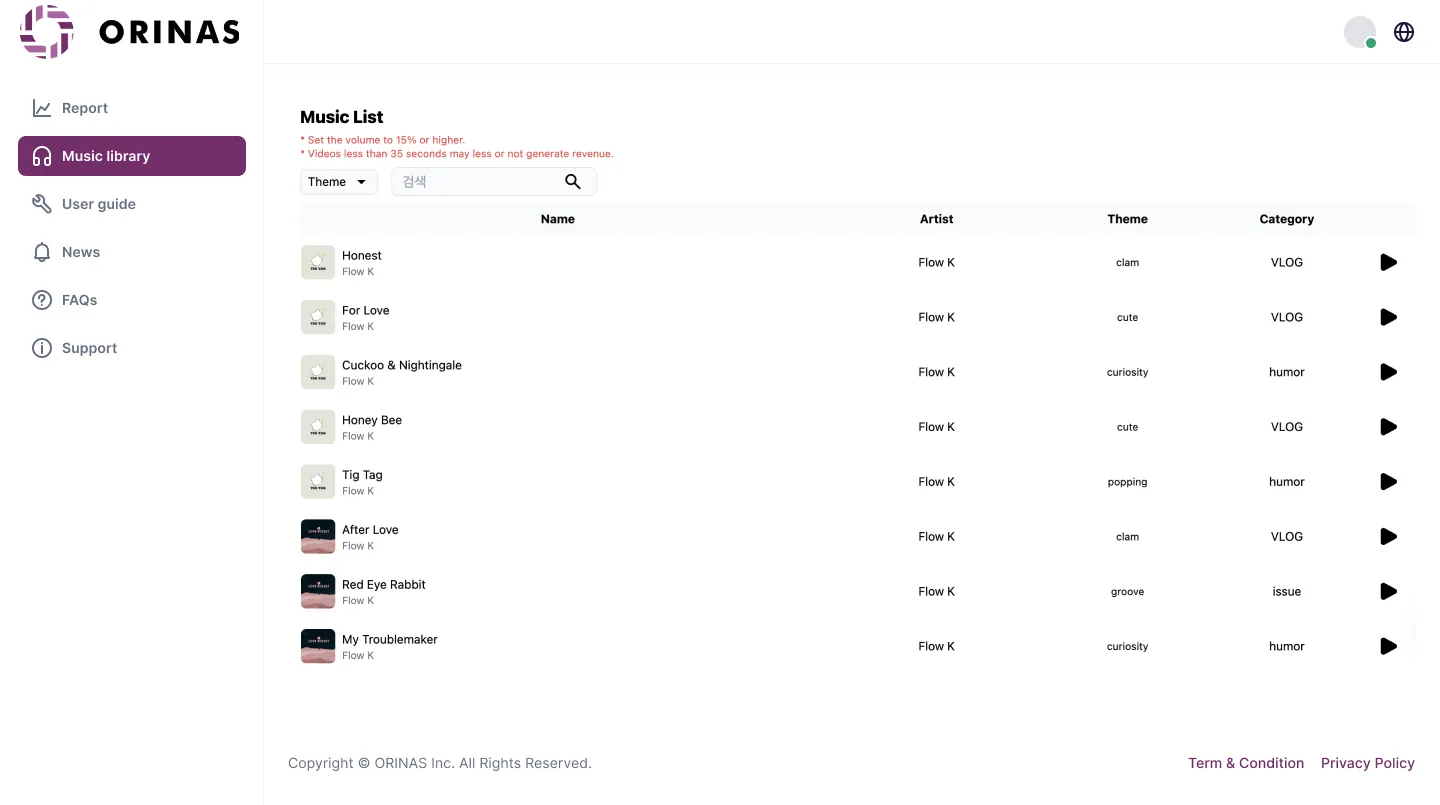 ORINAS
Report
Music library
User guide
News
FAQs
Support
Music List
* Set the volume to 15% or higher.
* Videos less than 35 seconds may less or not generate revenue.
Theme 검색
Name Artist Theme Category
Honest
Flow K
Flow K clam VLOG
For Love
Flow K
Flow K cute VLOG
Cuckoo & Nightingale
Flow K
Flow K curiosity humor
Honey Bee
Flow K
Flow K cute VLOG
Tig Tag
Flow K
Flow K popping humor
After Love
Flow K
Flow K clam VLOG
Red Eye Rabbit
Flow K
Flow K groove issue
My Troublemaker
Flow K
Flow K curiosity humor
Copyright © ORINAS Inc. All Rights Reserved.
Term & Condition Privacy Policy